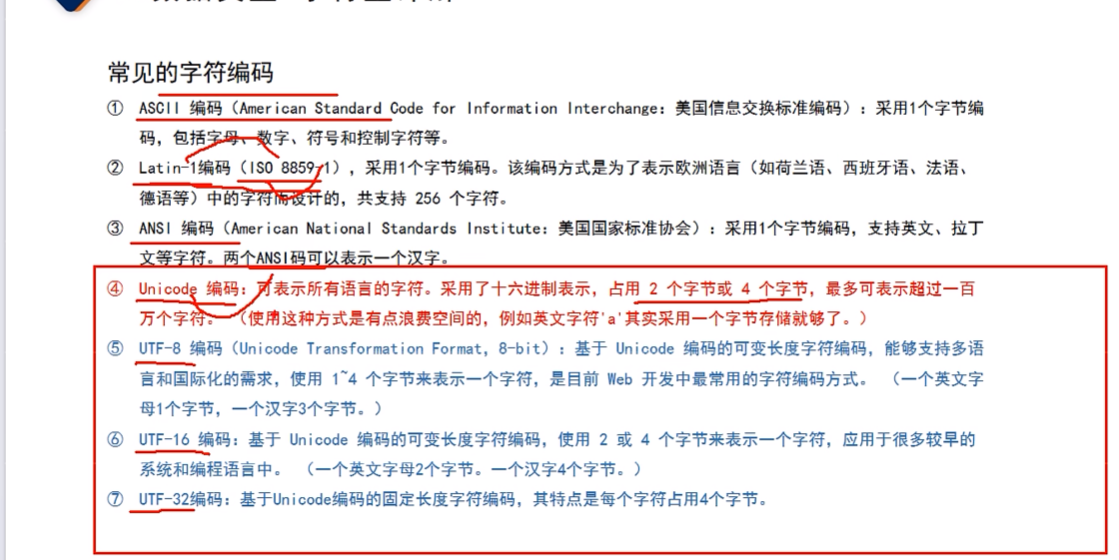 常见的字符编码
① ASCII 编码（American Standard Code for Information Interchange：美国信息交换标准编码）：采用1个字节编
码，包括字母、数字、符号和控制字符等。
② Latin-1编码（ISO 8859-1），采用1个字节编码。该编码方式是为了表示欧洲语言（如荷兰语、西班牙语、法语、
德语等）中的字符而设计的，共支持 256 个字符。
③ ANSI 编码（American National Standards Institute：美国国家标准协会）：采用1个字节编码，支持英文、拉丁
文等字符。两个ANSI码可以表示一个汉字。
④ Unicode 编码：可表示所有语言的字符。采用了十六进制表示，占用 2 个字节或 4 个字节，最多可表示超过一百
万个字符。 （使用这种方式是有点浪费空间的，例如英文字符'a'其实采用一个字节存储就够了。）
⑤ UTF-8 编码（Unicode Transformation Format, 8-bit）：基于 Unicode 编码的可变长度字符编码，能够支持多语
言和国际化的需求，使用 1~4 个字节来表示一个字符，是目前 Web 开发中最常用的字符编码方式。 （一个英文字
母1个字节，一个汉字3个字节。）
⑥ UTF-16 编码：基于 Unicode 编码的可变长度字符编码，使用 2 或 4 个字节来表示一个字符，应用于很多较早的
系统和编程语言中。 （一个英文字母2个字节。一个汉字4个字节。）
⑦ UTF-32编码：基于Unicode编码的固定长度字符编码，其特点是每个字符占用4个字节。